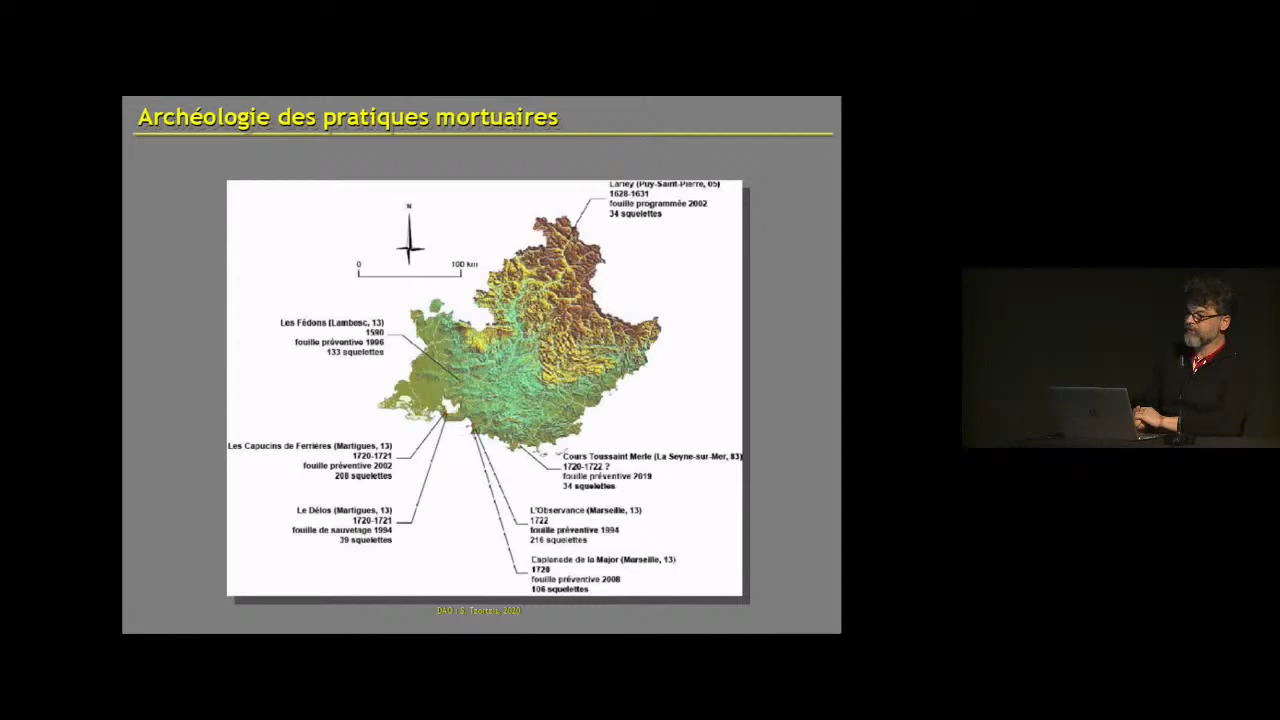 Archéologie des pratiques mortuaires
Lariey (Puy-Saint-Pierre, 05)
1628-1631
fouille programmée 2002
34 squelettes
N
0 100 km
Les Fédons (Lambesc, 13)
1590
fouille préventive 1996
133 squelettes
Les Capucins de Ferrières (Martigues, 13)
1720-1721
fouille préventive 2002
208 squelettes
Cours Toussaint Merle (La Seyne-sur-Mer, 83)
1720-1722 ?
fouille préventive 2019
34 squelettes
Le Délos (Martigues, 13)
1720-1721
fouille de sauvetage 1994
39 squelettes
L'Observance (Marseille, 13)
1722
fouille préventive 1994
216 squelettes
Esplanade de la Major (Marseille, 13)
1720
fouille préventive 2008
106 squelettes
DAO : S. Tzortzis, 2020